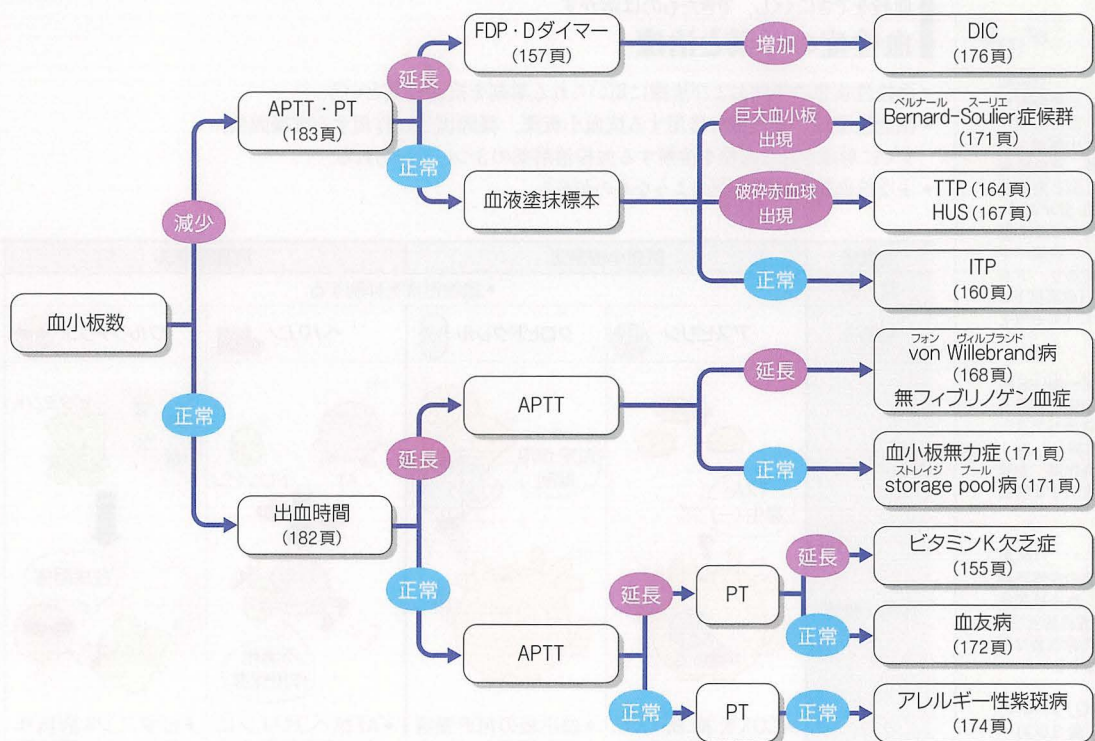 血小板数
減少
正常
APTT・PT
(183頁)
延長
正常
FDP・Dダイマー
(157頁)
増加
DIC
(176頁)
血液塗抹標本
巨大血小板
出現
ベルナール スーリエ
Bernard-Soulier症候群
(171頁)
破砕赤血球
出現
TTP(164頁)
HUS(167頁)
正常
ITP
(160頁)
出血時間
(182頁)
延長
正常
APTT
延長
フォン ヴィルブランド
von Willebrand病
(168頁)
無フィブリノゲン血症
正常
血小板無力症(171頁)
ストレイジ プール
storage pool病(171頁)
APTT
延長
PT
延長
ビタミンK欠乏症
(155頁)
正常
血友病
(172頁)
正常
PT
正常
アレルギー性紫斑病
(174頁)